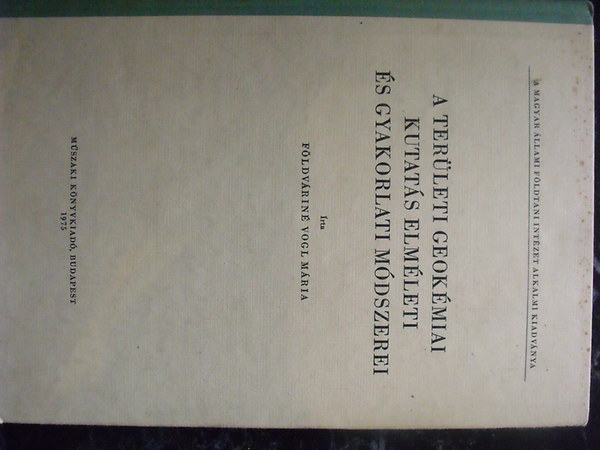 A MAGYAR ÁLLAMI FÖLDTANI INTÉZET ALKALMI KIADVÁNYA
A TERÜLETI GEOKÉMIAI
KUTATÁS ELMÉLETI
ÉS GYAKORLATI MÓDSZEREI
Írta
FÖLDVÁRINÉ VOGL MÁRIA
MŰSZAKI KÖNYVKIADÓ, BUDAPEST
1975